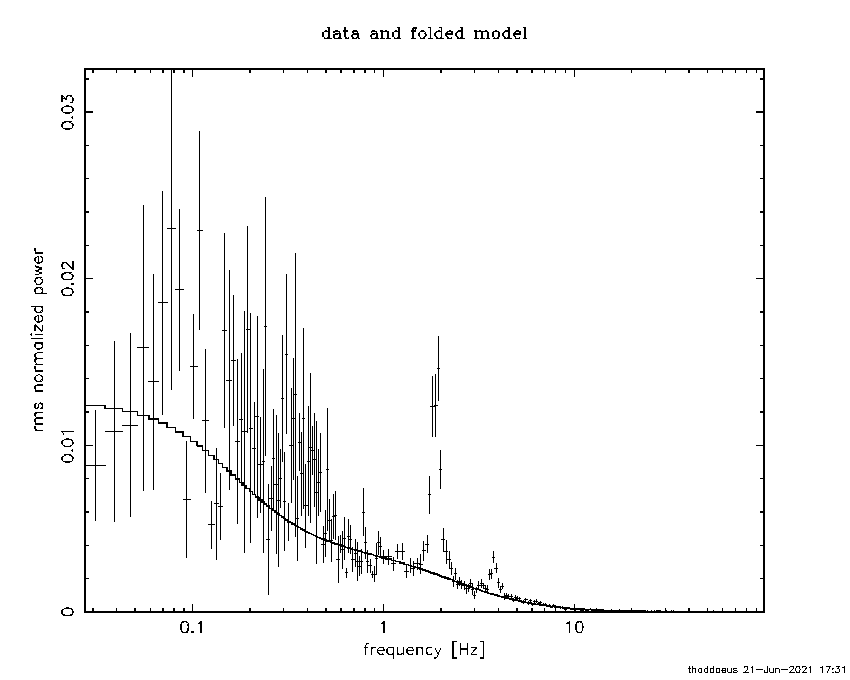 data and folded model
rms normalized power
0.03
0.02
0.01
0
0.1
1
10
frequency [Hz]
thoddaeus 21-Jun-2021 17:31